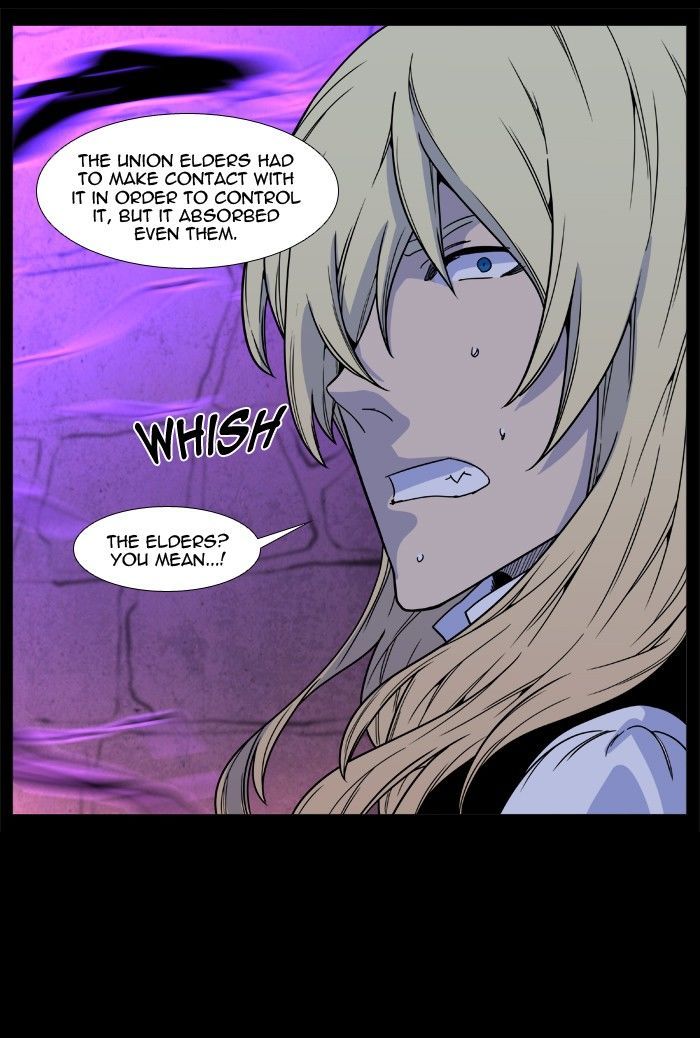 THE UNION ELDERS HAD
TO MAKE CONTACT WITH
IT IN ORDER TO CONTROL
IT, BUT IT ABSORBED
EVEN THEM.
WHISH
THE ELDERS?
YOU MEAN...!